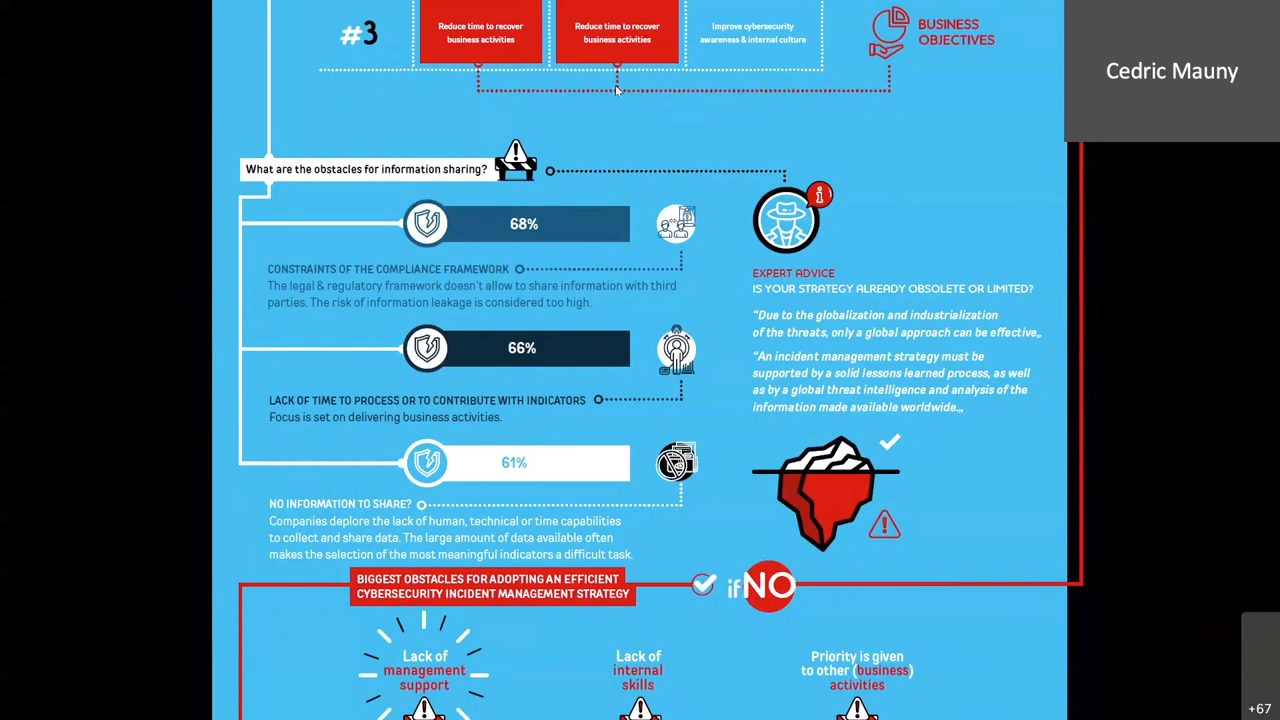 #3
Reduce time to recover
business activities
Reduce time to recover
business activities
Improve cybersecurity
awareness & internal culture
BUSINESS
OBJECTIVES
Cedric Mauny
What are the obstacles for information sharing?
68%
CONSTRAINTS OF THE COMPLIANCE FRAMEWORK
The legal & regulatory framework doesn't allow to share information with third
parties. The risk of information leakage is considered too high.
66%
LACK OF TIME TO PROCESS OR TO CONTRIBUTE WITH INDICATORS
Focus is set on delivering business activities.
61%
NO INFORMATION TO SHARE?
Companies deplore the lack of human, technical or time capabilities
to collect and share data. The large amount of data available often
makes the selection of the most meaningful indicators a difficult task.
EXPERT ADVICE
IS YOUR STRATEGY ALREADY OBSOLETE OR LIMITED?
“Due to the globalization and industrialization
of the threats, only a global approach can be effective„
“An incident management strategy must be
supported by a solid lessons learned process, as well
as by a global threat intelligence and analysis of the
information made available worldwide.„
BIGGEST OBSTACLES FOR ADOPTING AN EFFICIENT
CYBERSECURITY INCIDENT MANAGEMENT STRATEGY
if NO
Lack of
management
support
Lack of
internal
skills
Priority is given
to other (business)
activities
+67